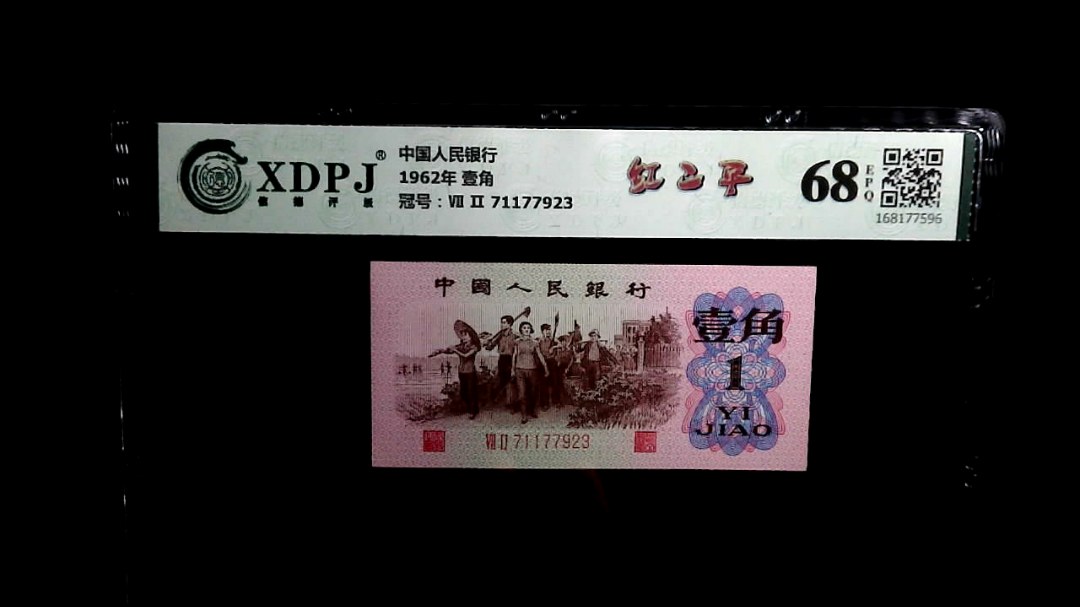 XDPJ®
信德评级
中国人民银行
1962年 壹角
冠号：Ⅶ Ⅱ 71177923
红二平
68
EPQ
168177596
中國人民銀行
壹角
1
YI
JIAO
Ⅶ Ⅱ 71177923